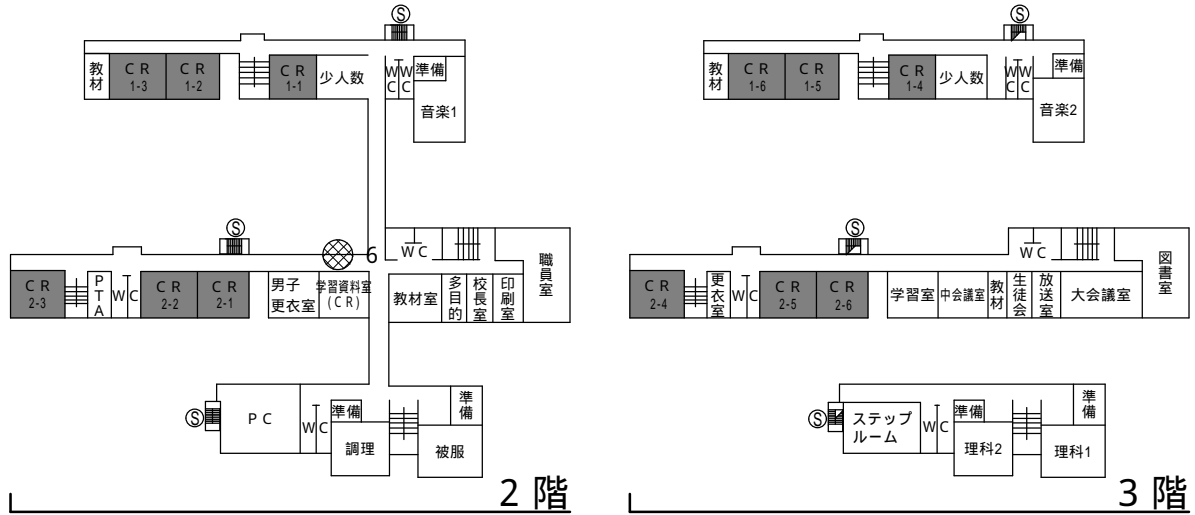 Ⓢ
教材
CR
1-3
CR
1-2
CR
1-1
少人数
WC
WC
準備
音楽1
Ⓢ
6
WC
職員室
CR
2-3
PTA
WC
CR
2-2
CR
2-1
男子
更衣室
学習資料室
(CR)
教材室
多目的
校長室
印刷室
Ⓢ
PC
WC
準備
調理
準備
被服
2階
Ⓢ
教材
CR
1-6
CR
1-5
CR
1-4
少人数
WC
WC
準備
音楽2
Ⓢ
WC
図書室
CR
2-4
更衣室
WC
CR
2-5
CR
2-6
学習室
中会議室
教材
生徒会
放送室
大会議室
Ⓢ
ステップ
ルーム
WC
準備
理科2
準備
理科1
3階